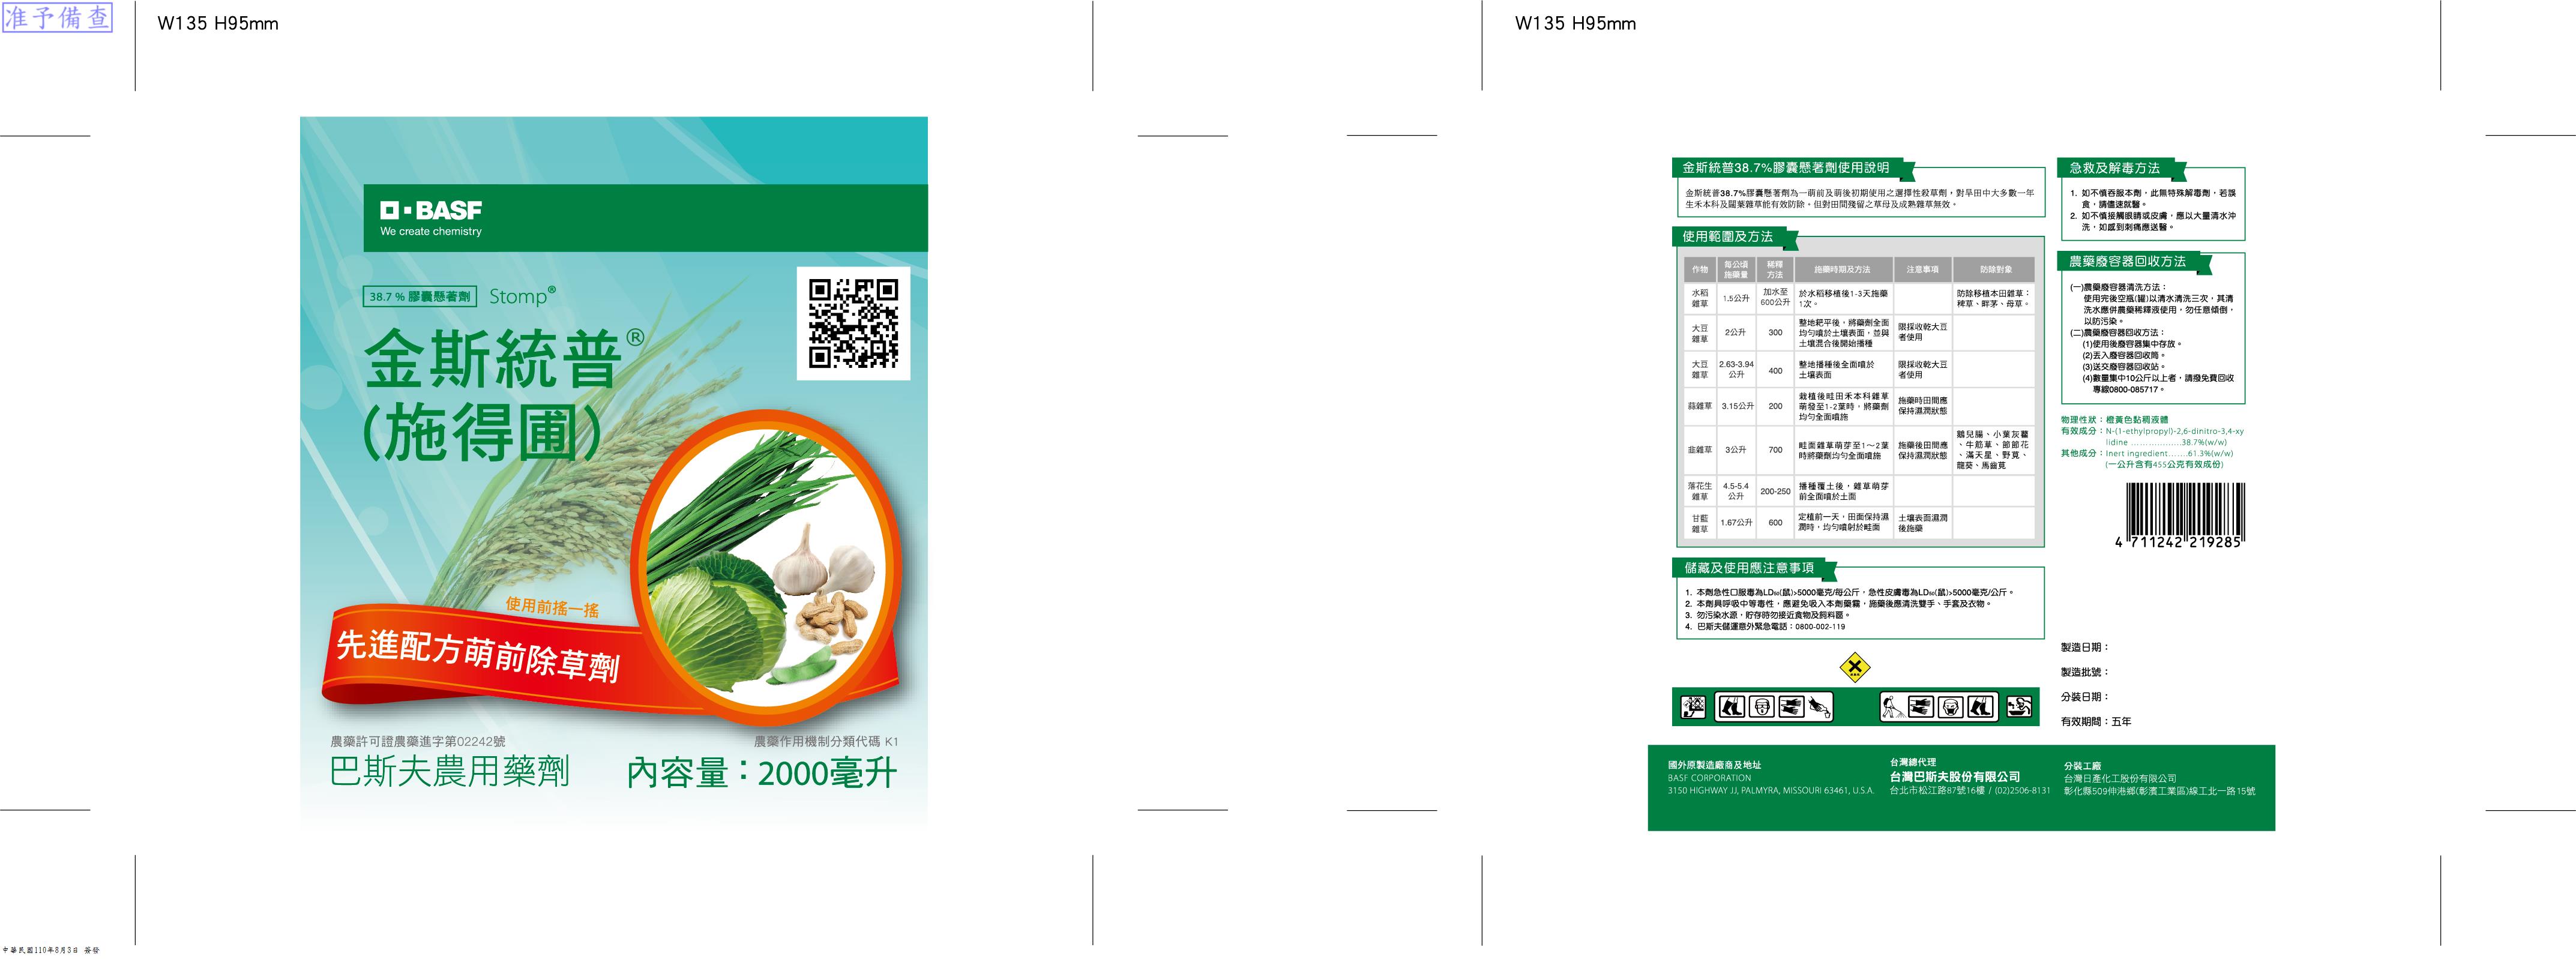 准予備查
W135 H95mm
BASF
We create chemistry
38.7 % 膠囊懸著劑 Stomp®
金斯統普®
(施得圃)
使用前搖一搖
先進配方萌前除草劑
農藥許可證農藥進字第02242號
農藥作用機制分類代碼 K1
巴斯夫農用藥劑
內容量：2000毫升
中華民國110年8月3日 簽發
W135 H95mm
金斯統普38.7%膠囊懸著劑使用說明
金斯統普38.7%膠囊懸著劑為一萌前及萌後初期使用之選擇性殺草劑，對旱田中大多數一年
生禾本科及闊葉雜草能有效防除。但對田間殘留之草母及成熟雜草無效。
使用範圍及方法
作物 每公頃施藥量 稀釋方法 施藥時期及方法 注意事項 防除對象
水稻雜草 1.5公升 加水至600公升 於水稻移植後1-3天施藥1次。 防除移植本田雜草：稗草、畔茅、母草。
大豆雜草 2公升 300 整地耙平後，將藥劑全面均勻噴於土壤表面，並與土壤混合後開始播種 限採收乾大豆者使用
大豆雜草 2.63-3.94公升 400 整地播種後全面噴於土壤表面 限採收乾大豆者使用
蒜雜草 3.15公升 200 栽植後畦田禾本科雜草萌發至1-2葉時，將藥劑均勻全面噴施 施藥時田間應保持濕潤狀態
韭雜草 3公升 700 畦面雜草萌芽至1～2葉時將藥劑均勻全面噴施 施藥後田間應保持濕潤狀態 鵝兒腸、小葉灰藋、牛筋草、節節花、滿天星、野莧、龍葵、馬齒莧
落花生雜草 4.5-5.4公升 200-250 播種覆土後，雜草萌芽前全面噴於土面
甘藍雜草 1.67公升 600 定植前一天，田面保持濕潤時，均勻噴射於畦面 土壤表面濕潤後施藥
儲藏及使用應注意事項
1. 本劑急性口服毒為LD₅₀(鼠)>5000毫克/每公斤，急性皮膚毒為LD₅₀(鼠)>5000毫克/公斤。
2. 本劑具呼吸中等毒性，應避免吸入本劑藥霧，施藥後應清洗雙手、手套及衣物。
3. 勿污染水源，貯存時勿接近食物及飼料區。
4. 巴斯夫儲運意外緊急電話：0800-002-119
急救及解毒方法
1. 如不慎吞服本劑，此無特殊解毒劑，若誤
食，請儘速就醫。
2. 如不慎接觸眼睛或皮膚，應以大量清水沖
洗，如感到刺痛應送醫。
農藥廢容器回收方法
(一)農藥廢容器清洗方法：
使用完後空瓶(罐)以清水清洗三次，其清
洗水應併農藥稀釋液使用，勿任意傾倒，
以防污染。
(二)農藥廢容器回收方法：
(1)使用後廢容器集中存放。
(2)丟入廢容器回收筒。
(3)送交廢容器回收站。
(4)數量集中10公斤以上者，請撥免費回收
專線0800-085717。
物理性狀：橙黃色黏稠液體
有效成分：N-(1-ethylpropyl)-2,6-dinitro-3,4-xy
lidine ..................38.7%(w/w)
其他成分：Inert ingredient.......61.3%(w/w)
(一公升含有455公克有效成份)
4 711242 219285
製造日期：
製造批號：
分裝日期：
有效期間：五年
國外原製造廠商及地址
BASF CORPORATION
3150 HIGHWAY JJ, PALMYRA, MISSOURI 63461, U.S.A.
台灣總代理
台灣巴斯夫股份有限公司
台北市松江路87號16樓 / (02)2506-8131
分裝工廠
台灣日產化工股份有限公司
彰化縣509伸港鄉(彰濱工業區)線工北一路15號